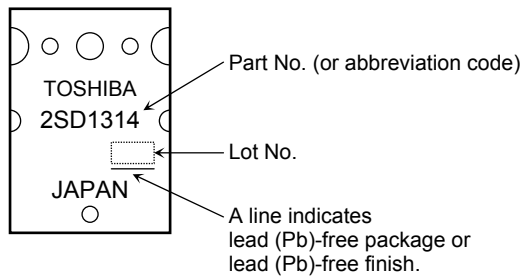 TOSHIBA
2SD1314
JAPAN
Part No. (or abbreviation code)
Lot No.
A line indicates
lead (Pb)-free package or
lead (Pb)-free finish.